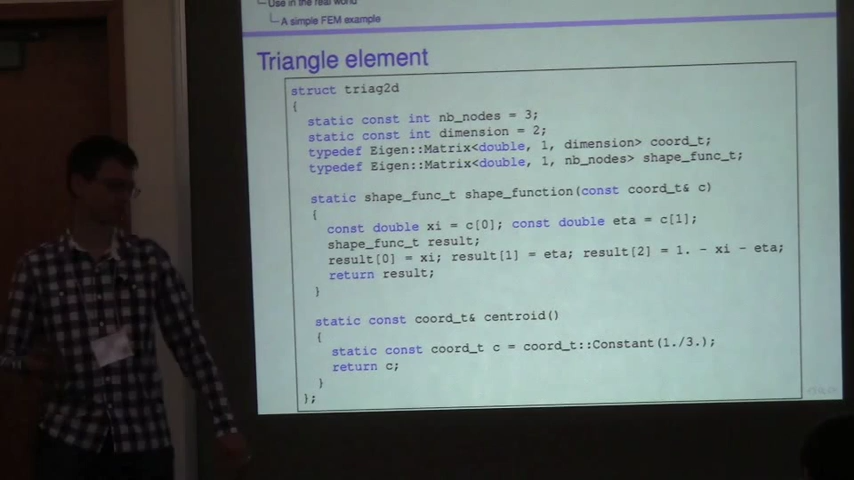 Use in the real world
A simple FEM example
Triangle element
struct triag2d
{
static const int nb_nodes = 3;
static const int dimension = 2;
typedef Eigen::Matrix<double, 1, dimension> coord_t;
typedef Eigen::Matrix<double, 1, nb_nodes> shape_func_t;
static shape_func_t shape_function(const coord_t& c)
{
const double xi = c[0]; const double eta = c[1];
shape_func_t result;
result[0] = xi; result[1] = eta; result[2] = 1. - xi - eta;
return result;
}
static const coord_t& centroid()
{
static const coord_t c = coord_t::Constant(1./3.);
return c;
}
};